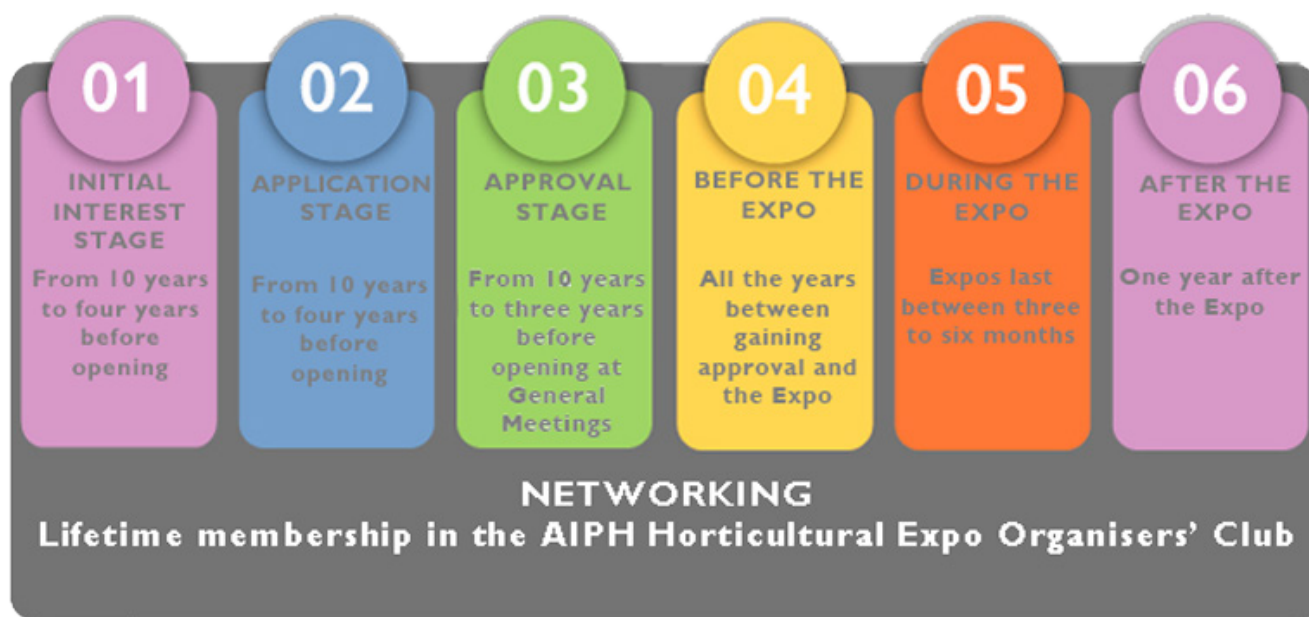 01
INITIAL
INTEREST
STAGE
From 10 years
to four years
before
opening
02
APPLICATION
STAGE
From 10 years
to four years
before
opening
03
APPROVAL
STAGE
From 10 years
to three years
before
opening at
General
Meetings
04
BEFORE THE
EXPO
All the years
between
gaining
approval and
the Expo
05
DURING THE
EXPO
Expos last
between three
to six months
06
AFTER THE
EXPO
One year after
the Expo
NETWORKING
Lifetime membership in the AIPH Horticultural Expo Organisers' Club